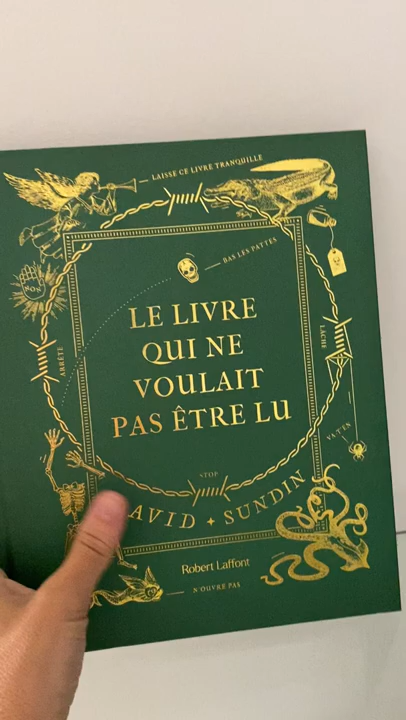 LAISSE CE LIVRE TRANQUILLE
NON
BAS LES PATTES
LE LIVRE
QUI NE
VOULAIT
PAS ÊTRE LU
ARRÊTE
LÂCHE
VA-T'EN
STOP
AVID ✦ SUNDIN
Robert Laffont
N'OUVRE PAS